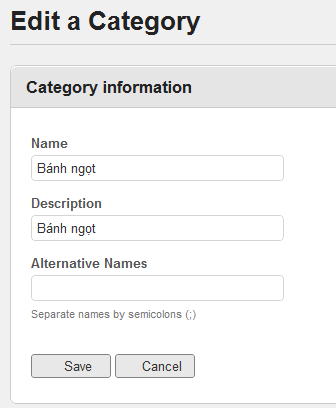 Edit a Category
Category information
Name
Bánh ngọt
Description
Bánh ngọt
Alternative Names
Separate names by semicolons (;)
Save Cancel